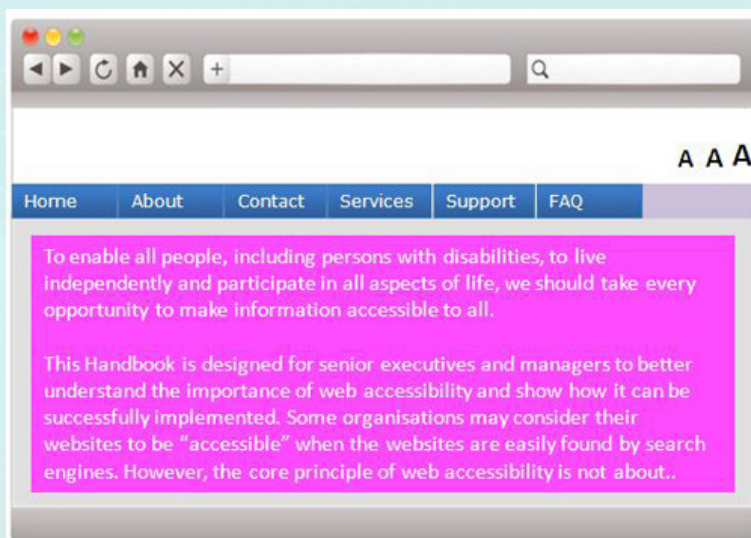 A A A
Home About Contact Services Support FAQ
To enable all people, including persons with disabilities, to live
independently and participate in all aspects of life, we should take every
opportunity to make information accessible to all.
This Handbook is designed for senior executives and managers to better
understand the importance of web accessibility and show how it can be
successfully implemented. Some organisations may consider their
websites to be “accessible” when the websites are easily found by search
engines. However, the core principle of web accessibility is not about..